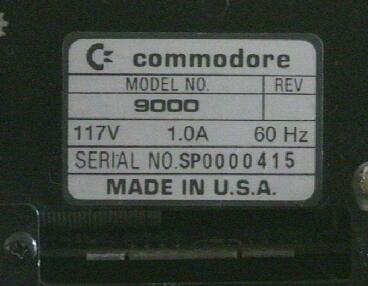 commodore
MODEL NO. REV
9000
117V 1.0A 60 Hz
SERIAL NO. SP0000415
MADE IN U.S.A.